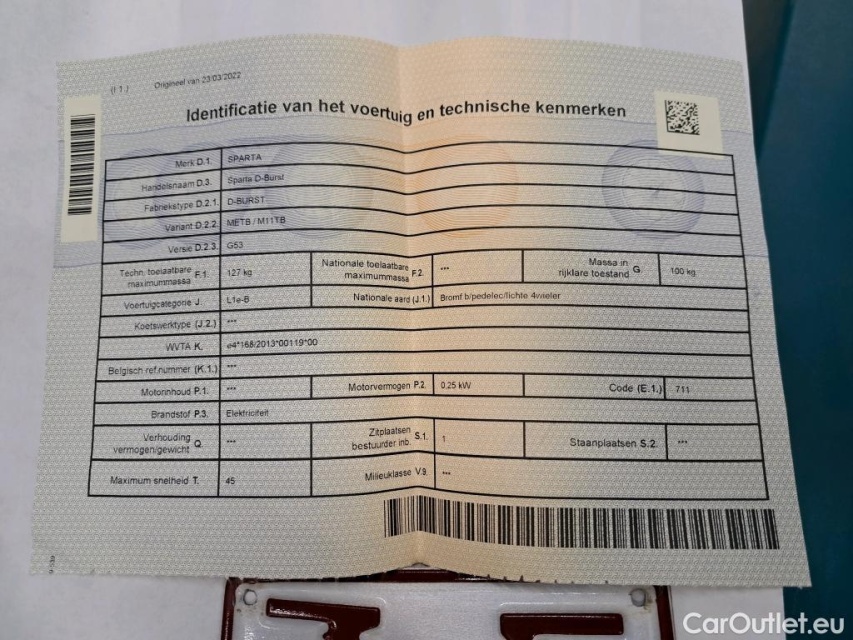 (I 1.) Origineel van 23/03/2022
Identificatie van het voertuig en technische kenmerken
Merk D.1. SPARTA
Handelsnaam D.3. Sparta D-Burst
Fabriekstype D.2.1. D-BURST
Variant D.2.2. METB / M11TB
Versie D.2.3. G53
Techn. toelaatbare maximummassa F.1. 127 kg Nationale toelaatbare maximummassa F.2. *** Massa in rijklare toestand G. 100 kg
Voertuigcategorie J. L1e-B Nationale aard (J.1.) Bromf b/pedelec/lichte 4wieler
Koetswerktype (J.2.) ***
WVTA K. e4*168/2013*00119*00
Belgisch ref.nummer (K.1.) ***
Motorinhoud P.1. *** Motorvermogen P.2. 0.25 kW Code (E.1.) 711
Brandstof P.3. Elektriciteit
Verhouding vermogen/gewicht Q. *** Zitplaatsen bestuurder inb. S.1. 1 Staanplaatsen S.2. ***
Maximum snelheid T. 45 Milieuklasse V.9. ***
CarOutlet.eu